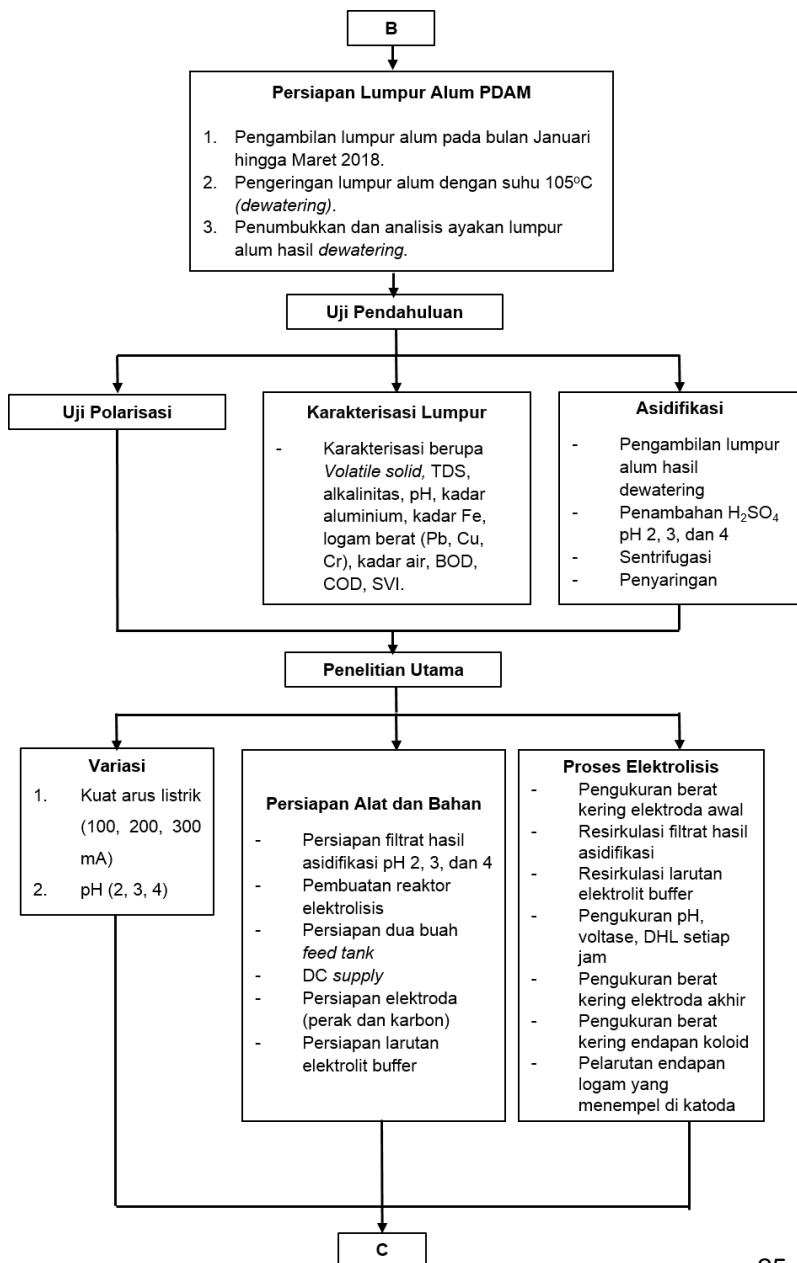 B
Persiapan Lumpur Alum PDAM
1. Pengambilan lumpur alum pada bulan Januari
hingga Maret 2018.
2. Pengeringan lumpur alum dengan suhu 105°C
(dewatering).
3. Penumbukkan dan analisis ayakan lumpur
alum hasil dewatering.
Uji Pendahuluan
Uji Polarisasi
Karakterisasi Lumpur
- Karakterisasi berupa
Volatile solid, TDS,
alkalinitas, pH, kadar
aluminium, kadar Fe,
logam berat (Pb, Cu,
Cr), kadar air, BOD,
COD, SVI.
Asidifikasi
- Pengambilan lumpur
alum hasil
dewatering
- Penambahan H₂SO₄
pH 2, 3, dan 4
- Sentrifugasi
- Penyaringan
Penelitian Utama
Variasi
1. Kuat arus listrik
(100, 200, 300
mA)
2. pH (2, 3, 4)
Persiapan Alat dan Bahan
- Persiapan filtrat hasil
asidifikasi pH 2, 3, dan 4
- Pembuatan reaktor
elektrolisis
- Persiapan dua buah
feed tank
- DC supply
- Persiapan elektroda
(perak dan karbon)
- Persiapan larutan
elektrolit buffer
Proses Elektrolisis
- Pengukuran berat
kering elektroda awal
- Resirkulasi filtrat hasil
asidifikasi
- Resirkulasi larutan
elektrolit buffer
- Pengukuran pH,
voltase, DHL setiap
jam
- Pengukuran berat
kering elektroda akhir
- Pengukuran berat
kering endapan koloid
- Pelarutan endapan
logam yang
menempel di katoda
C